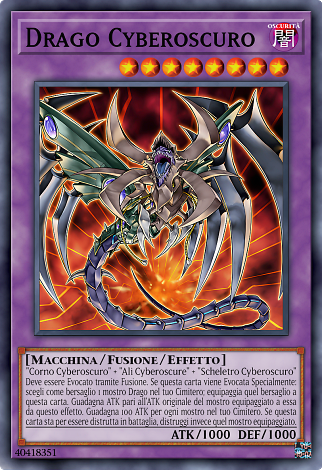 Drago Cyberoscuro
OSCURITÀ
闇
[Macchina/Fusione/Effetto]
"Corno Cyberoscuro" + "Ali Cyberoscure" + "Scheletro Cyberoscuro"
Deve essere Evocato tramite Fusione. Se questa carta viene Evocata Specialmente:
scegli come bersaglio 1 mostro Drago nel tuo Cimitero; equipaggia quel bersaglio a
questa carta. Guadagna ATK pari all'ATK originale del mostro equipaggiato a essa
da questo effetto. Guadagna 100 ATK per ogni mostro nel tuo Cimitero. Se questa
carta sta per essere distrutta in battaglia, distruggi invece quel mostro equipaggiato.
ATK/1000 DEF/1000
40418351